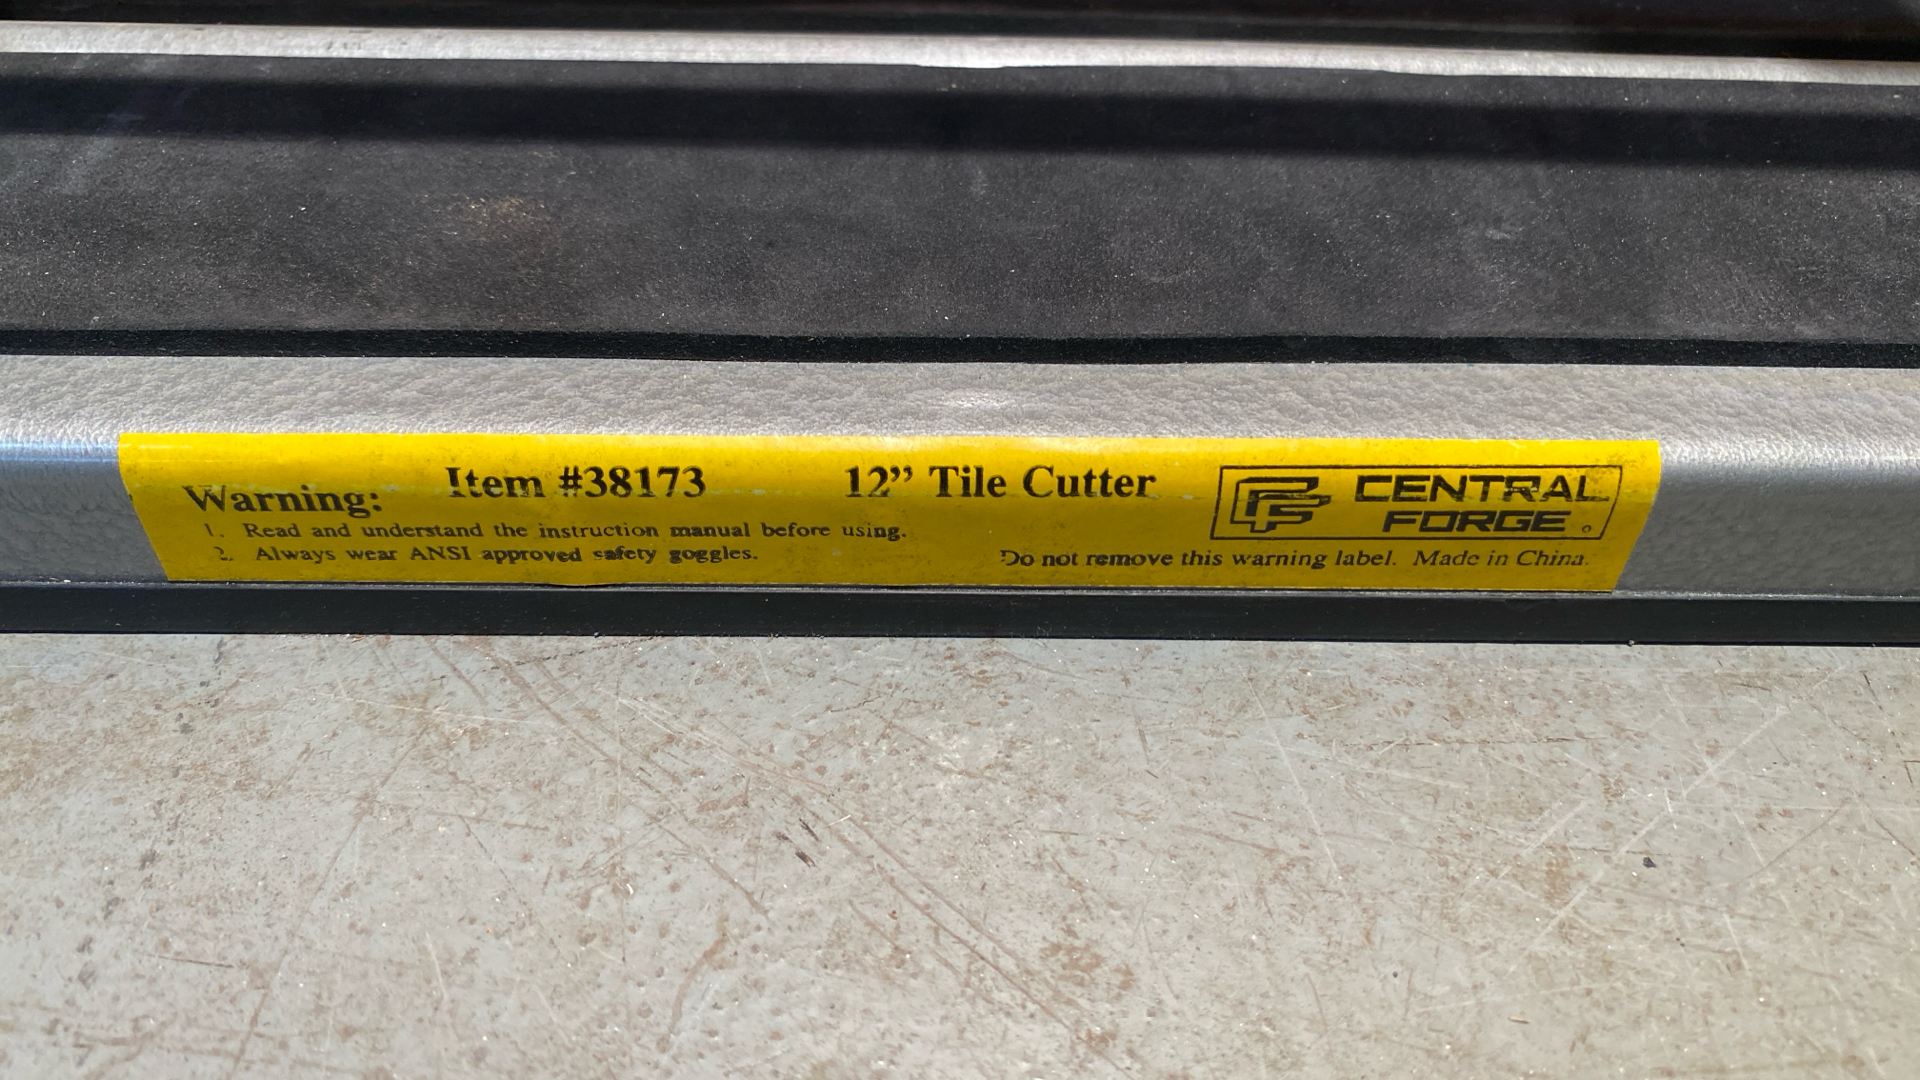 Item #38173 12” Tile Cutter
Warning:
1. Read and understand the instruction manual before using.
2. Always wear ANSI approved safety goggles.
CENTRAL
FORGE
Do not remove this warning label. Made in China.